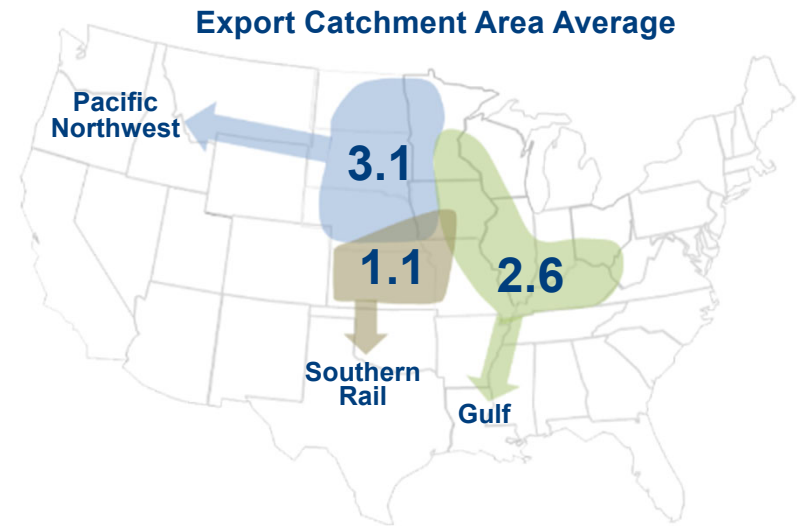 Export Catchment Area Average
Pacific
Northwest
3.1
1.1
2.6
Southern
Rail
Gulf